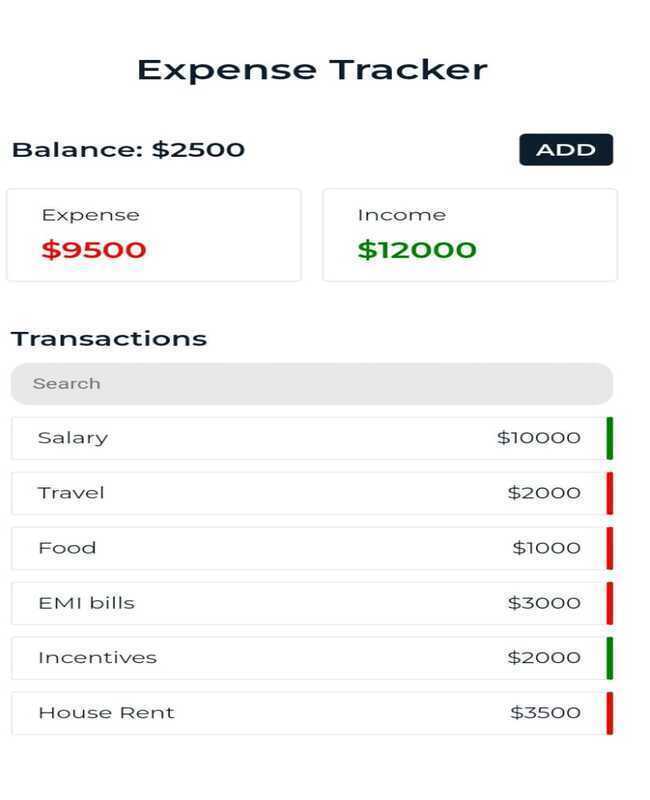 Expense Tracker
Balance: $2500 ADD
Expense Income
$9500 $12000
Transactions
Search
Salary $10000
Travel $2000
Food $1000
EMI bills $3000
Incentives $2000
House Rent $3500